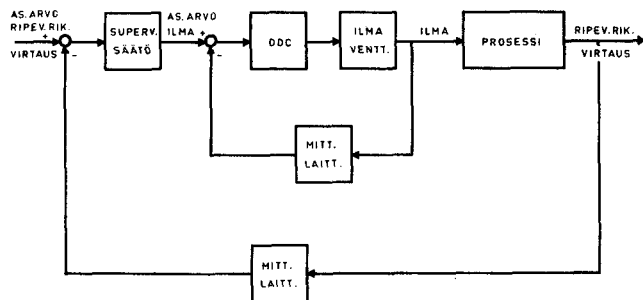 AS. ARVO
RIPEV. RIK.
+
VIRTAUS
-
SUPERV.
SÄÄTÖ
AS. ARVO
ILMA +
-
DDC
ILMA
VENTT.
ILMA
PROSESSI
RIPEV. RIK.
VIRTAUS
MITT.
LAITT.
MITT.
LAITT.